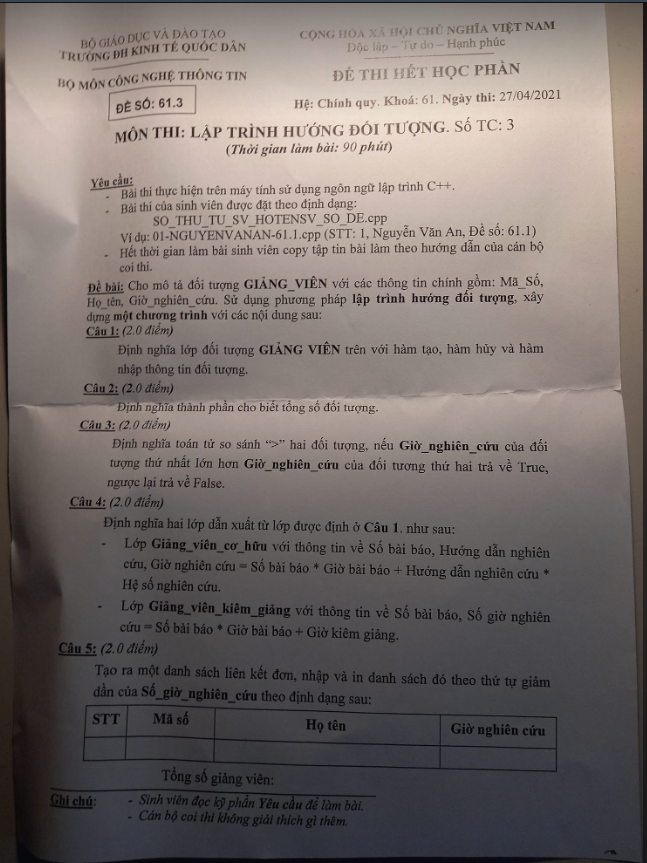 BỘ GIÁO DỤC VÀ ĐÀO TẠO
TRƯỜNG ĐH KINH TẾ QUỐC DÂN
BỘ MÔN CÔNG NGHỆ THÔNG TIN
ĐỀ SỐ: 61.3
CỘNG HÒA XÃ HỘI CHỦ NGHĨA VIỆT NAM
Độc lập – Tự do – Hạnh phúc
ĐỀ THI HẾT HỌC PHẦN
Hệ: Chính quy. Khoá: 61. Ngày thi: 27/04/2021
MÔN THI: LẬP TRÌNH HƯỚNG ĐỐI TƯỢNG. Số TC: 3
(Thời gian làm bài: 90 phút)
Yêu cầu:
- Bài thi thực hiện trên máy tính sử dụng ngôn ngữ lập trình C++.
- Bài thi của sinh viên được đặt theo định dạng:
SO_THU_TU_SV_HOTENSV_SO_DE.cpp
Ví dụ: 01-NGUYENVANAN-61.1.cpp (STT: 1, Nguyễn Văn An, Đề số: 61.1)
- Hết thời gian làm bài sinh viên copy tập tin bài làm theo hướng dẫn của cán bộ
coi thi.
Đề bài: Cho mô tả đối tượng GIẢNG_VIÊN với các thông tin chính gồm: Mã_Số,
Họ_tên, Giờ_nghiên_cứu. Sử dụng phương pháp lập trình hướng đối tượng, xây
dựng một chương trình với các nội dung sau:
Câu 1: (2.0 điểm)
Định nghĩa lớp đối tượng GIẢNG VIÊN trên với hàm tạo, hàm hủy và hàm
nhập thông tin đối tượng.
Câu 2: (2.0 điểm)
Định nghĩa thành phần cho biết tổng số đối tượng.
Câu 3: (2.0 điểm)
Định nghĩa toán tử so sánh “>” hai đối tượng, nếu Giờ_nghiên_cứu của đối
tượng thứ nhất lớn hơn Giờ_nghiên_cứu của đối tương thứ hai trả về True,
ngược lại trả về False.
Câu 4: (2.0 điểm)
Định nghĩa hai lớp dẫn xuất từ lớp được định ở Câu 1. như sau:
- Lớp Giảng_viên_cơ_hữu với thông tin về Số bài báo, Hướng dẫn nghiên
cứu, Giờ nghiên cứu = Số bài báo * Giờ bài báo + Hướng dẫn nghiên cứu *
Hệ số nghiên cứu.
- Lớp Giảng_viên_kiêm_giảng với thông tin về Số bài báo, Số giờ nghiên
cứu = Số bài báo * Giờ bài báo + Giờ kiêm giảng.
Câu 5: (2.0 điểm)
Tạo ra một danh sách liên kết đơn, nhập và in danh sách đó theo thứ tự giảm
dần của Số_giờ_nghiên_cứu theo định dạng sau:
STT Mã số Họ tên Giờ nghiên cứu
Tổng số giảng viên:
Ghi chú: - Sinh viên đọc kỹ phần Yêu cầu để làm bài.
- Cán bộ coi thi không giải thích gì thêm.